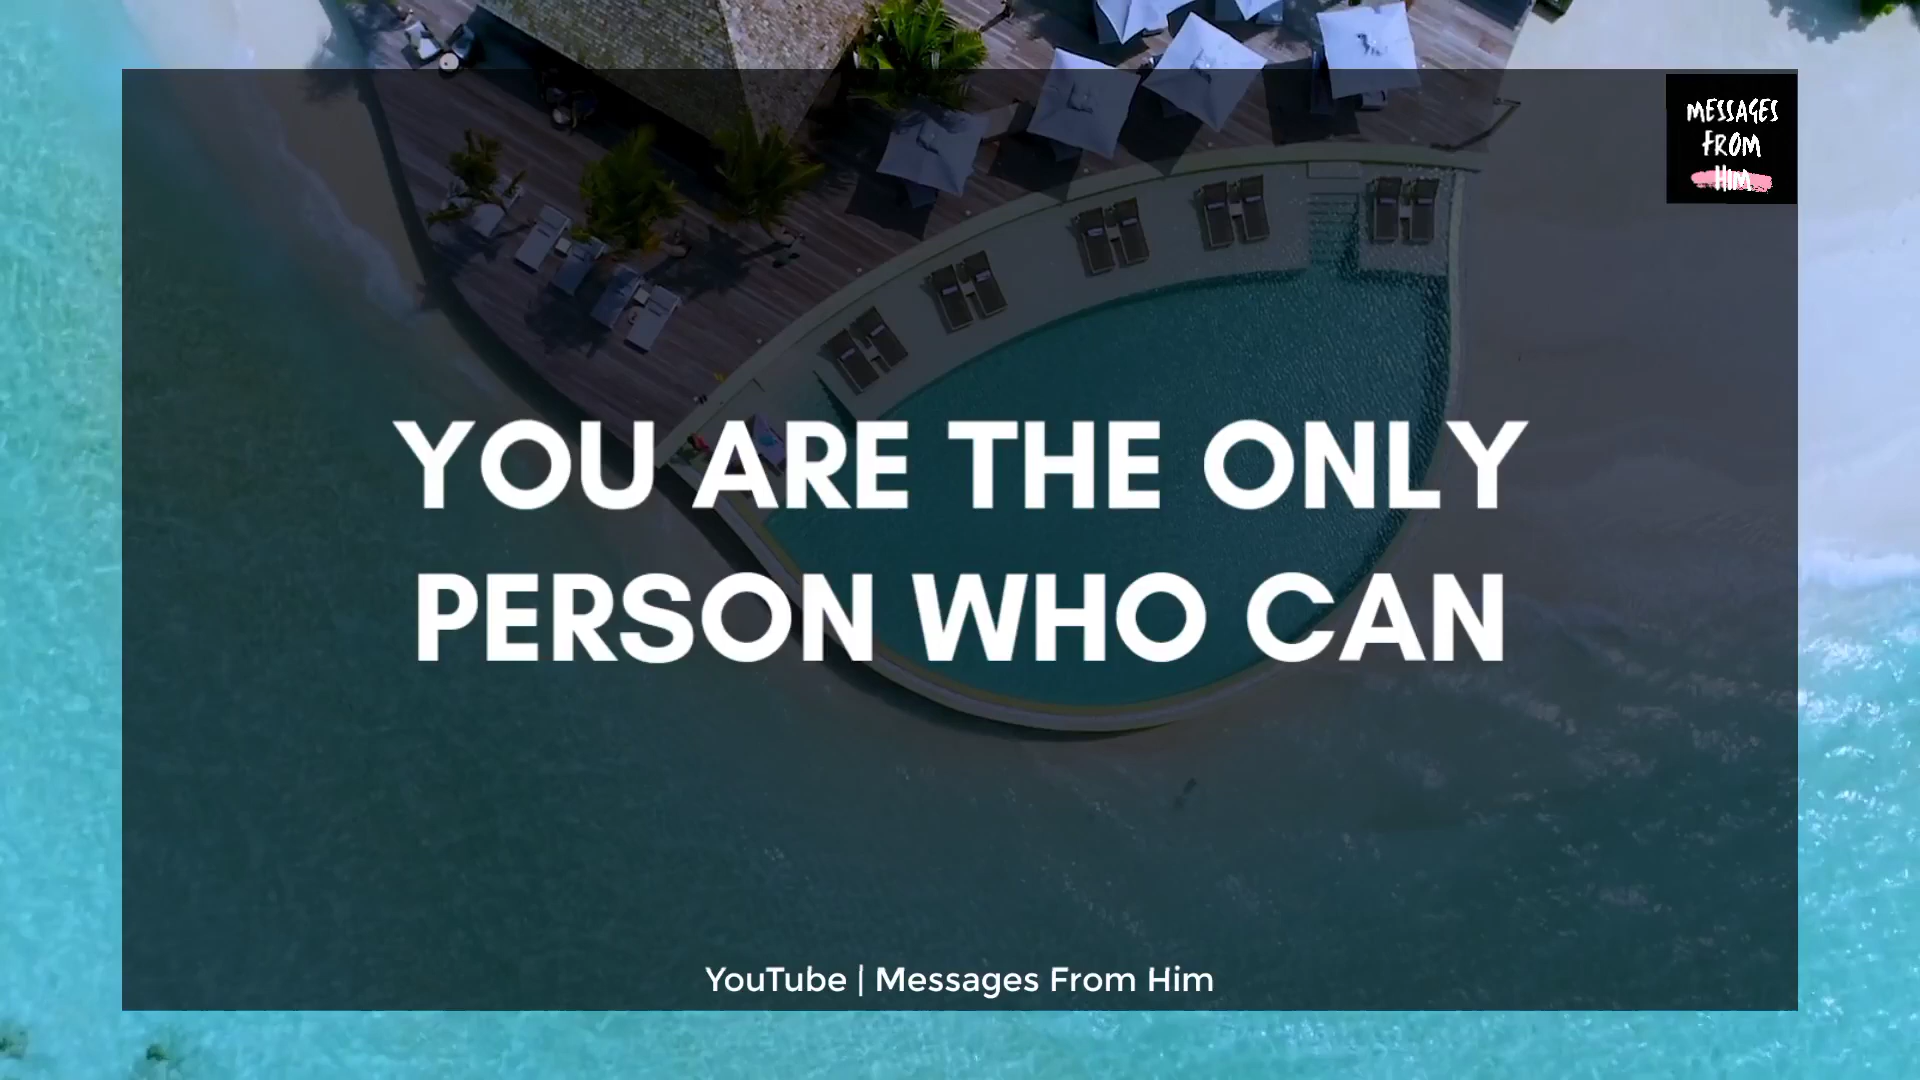 MESSAGES
FROM
HIM
YOU ARE THE ONLY
PERSON WHO CAN
YouTube | Messages From Him